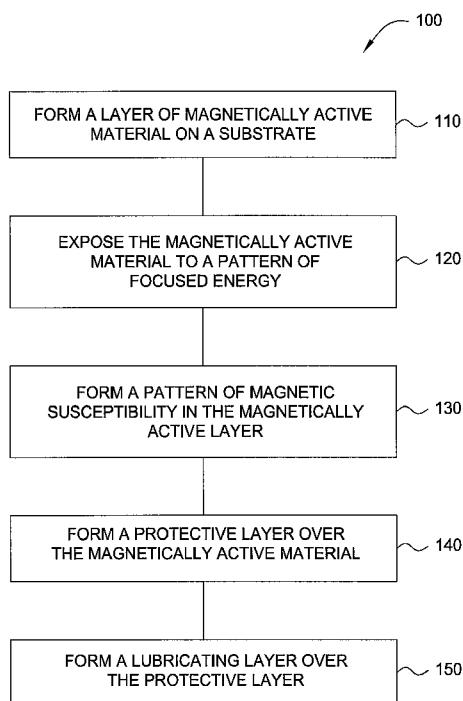 100
FORM A LAYER OF MAGNETICALLY ACTIVE
MATERIAL ON A SUBSTRATE
110
EXPOSE THE MAGNETICALLY ACTIVE
MATERIAL TO A PATTERN OF
FOCUSED ENERGY
120
FORM A PATTERN OF MAGNETIC
SUSCEPTIBILITY IN THE MAGNETICALLY
ACTIVE LAYER
130
FORM A PROTECTIVE LAYER OVER
THE MAGNETICALLY ACTIVE MATERIAL
140
FORM A LUBRICATING LAYER OVER
THE PROTECTIVE LAYER
150